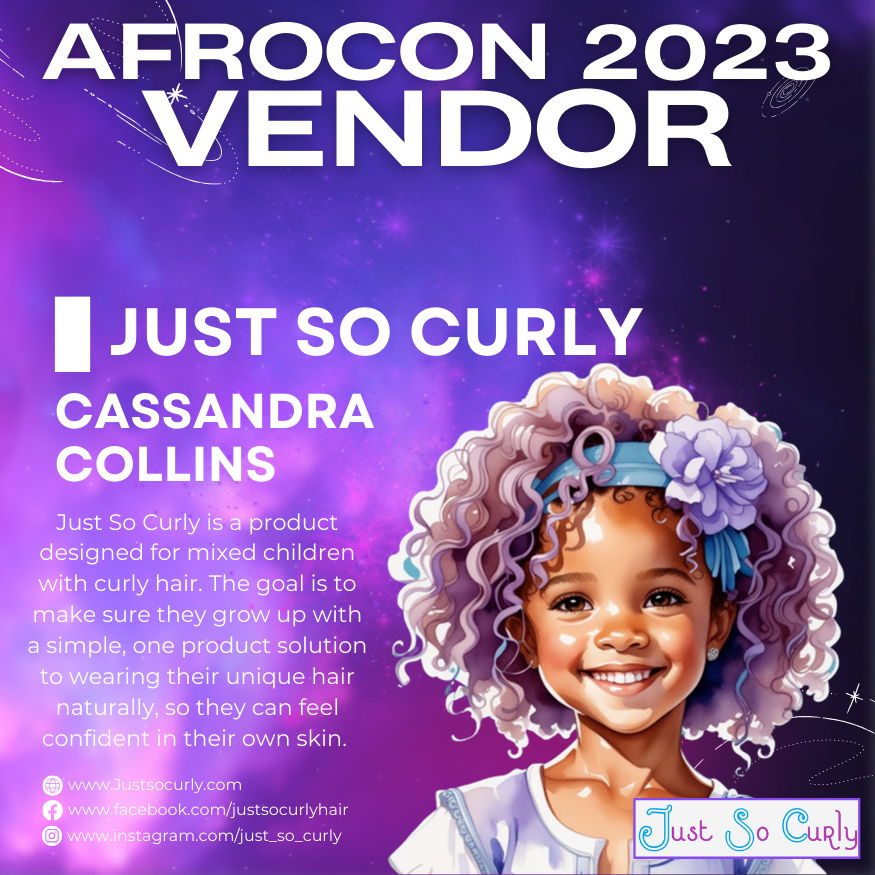 AFROCON 2023
VENDOR
JUST SO CURLY
CASSANDRA
COLLINS
Just So Curly is a product
designed for mixed children
with curly hair. The goal is to
make sure they grow up with
a simple, one product solution
to wearing their unique hair
naturally, so they can feel
confident in their own skin.
www.Justsocurly.com
www.facebook.com/justsocurlyhair
www.instagram.com/just_so_curly
Just So Curly